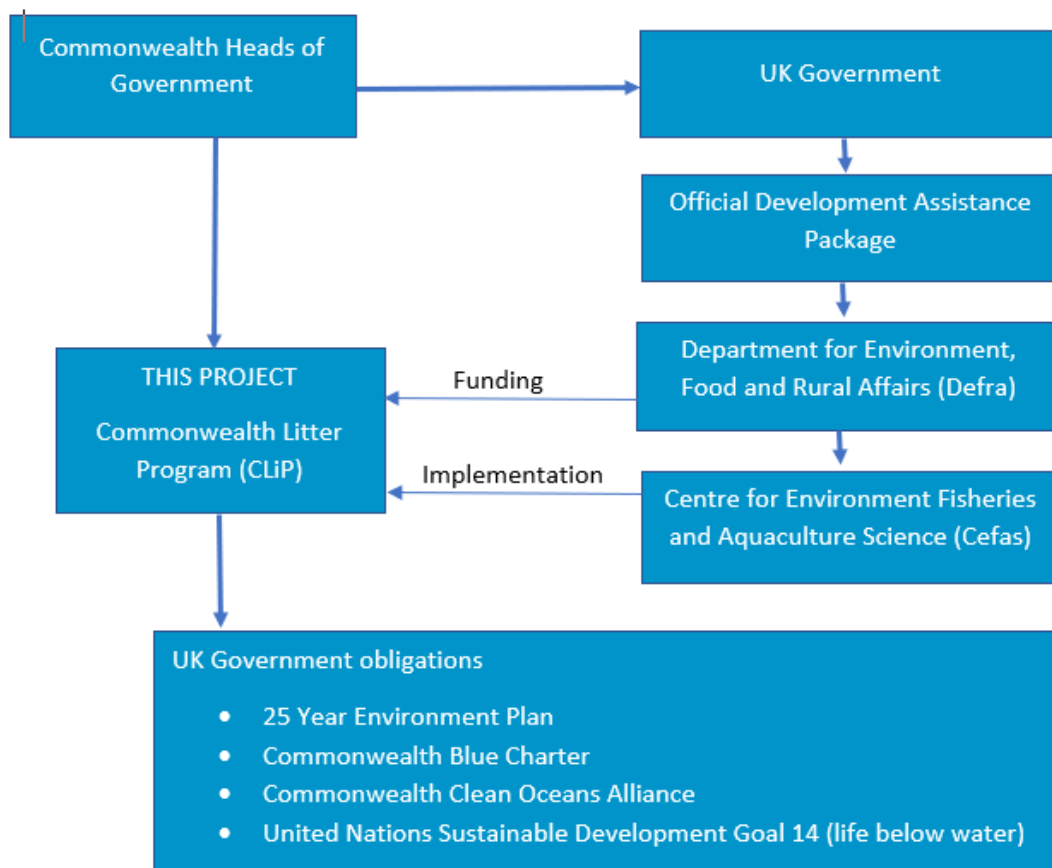 Commonwealth Heads of
Government
UK Government
Official Development Assistance
Package
THIS PROJECT
Commonwealth Litter
Program (CLiP)
Funding
Department for Environment,
Food and Rural Affairs (Defra)
Implementation
Centre for Environment Fisheries
and Aquaculture Science (Cefas)
UK Government obligations
• 25 Year Environment Plan
• Commonwealth Blue Charter
• Commonwealth Clean Oceans Alliance
• United Nations Sustainable Development Goal 14 (life below water)